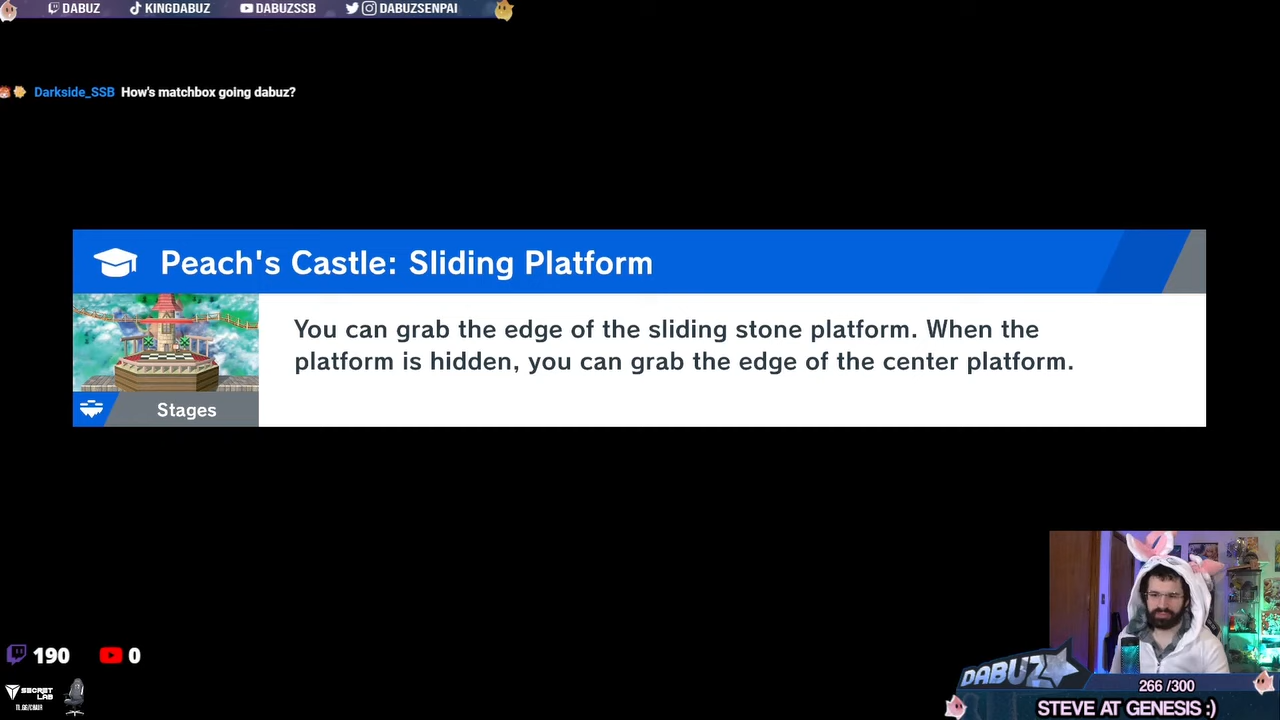 DABUZ KINGDABUZ DABUZSSB DABUZSENPAI
Darkside_SSB How's matchbox going dabuz?
Peach's Castle: Sliding Platform
You can grab the edge of the sliding stone platform. When the
platform is hidden, you can grab the edge of the center platform.
Stages
190 0
SECRET
LAB
DABUZ
266 /300
STEVE AT GENESIS :)